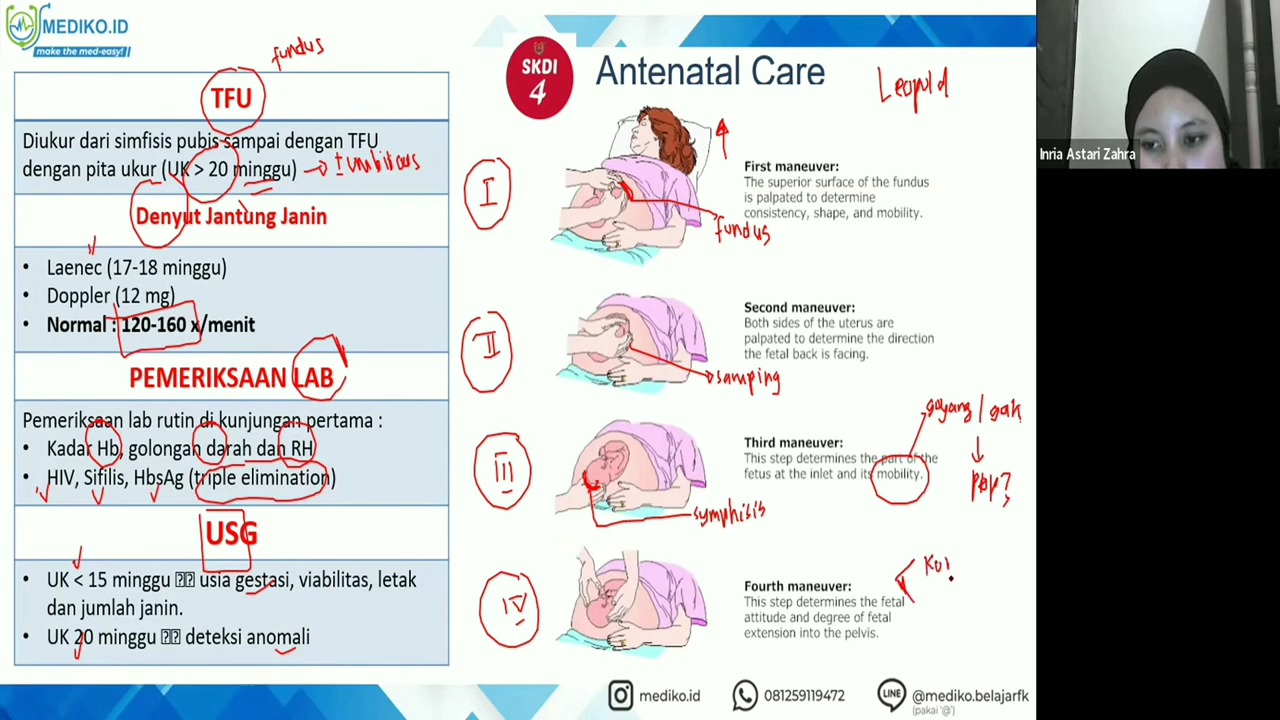 MEDIKO.ID
make the med-easy!
fundus
TFU
Diukur dari simfisis pubis sampai dengan TFU
dengan pita ukur (UK > 20 minggu)
± umbilicus
Denyut Jantung Janin
• Laenec (17-18 minggu)
• Doppler (12 mg)
• Normal : 120-160 x/menit
PEMERIKSAAN LAB
Pemeriksaan lab rutin di kunjungan pertama :
• Kadar Hb, golongan darah dan RH
• HIV, Sifilis, HbsAg (triple elimination)
USG
• UK < 15 minggu usia gestasi, viabilitas, letak
dan jumlah janin.
• UK 20 minggu deteksi anomali
SKDI
4
Antenatal Care
Leopold
I
First maneuver:
The superior surface of the fundus
is palpated to determine
consistency, shape, and mobility.
fundus
II
Second maneuver:
Both sides of the uterus are
palpated to determine the direction
the fetal back is facing.
samping
III
Third maneuver:
This step determines the part of the
fetus at the inlet and its mobility.
goyang / gak
PAP?
symphisis
IV
Fourth maneuver:
This step determines the fetal
attitude and degree of fetal
extension into the pelvis.
mediko.id
081259119472
LINE
@mediko.belajarfk
(pakai '@')
Inria Astari Zahra